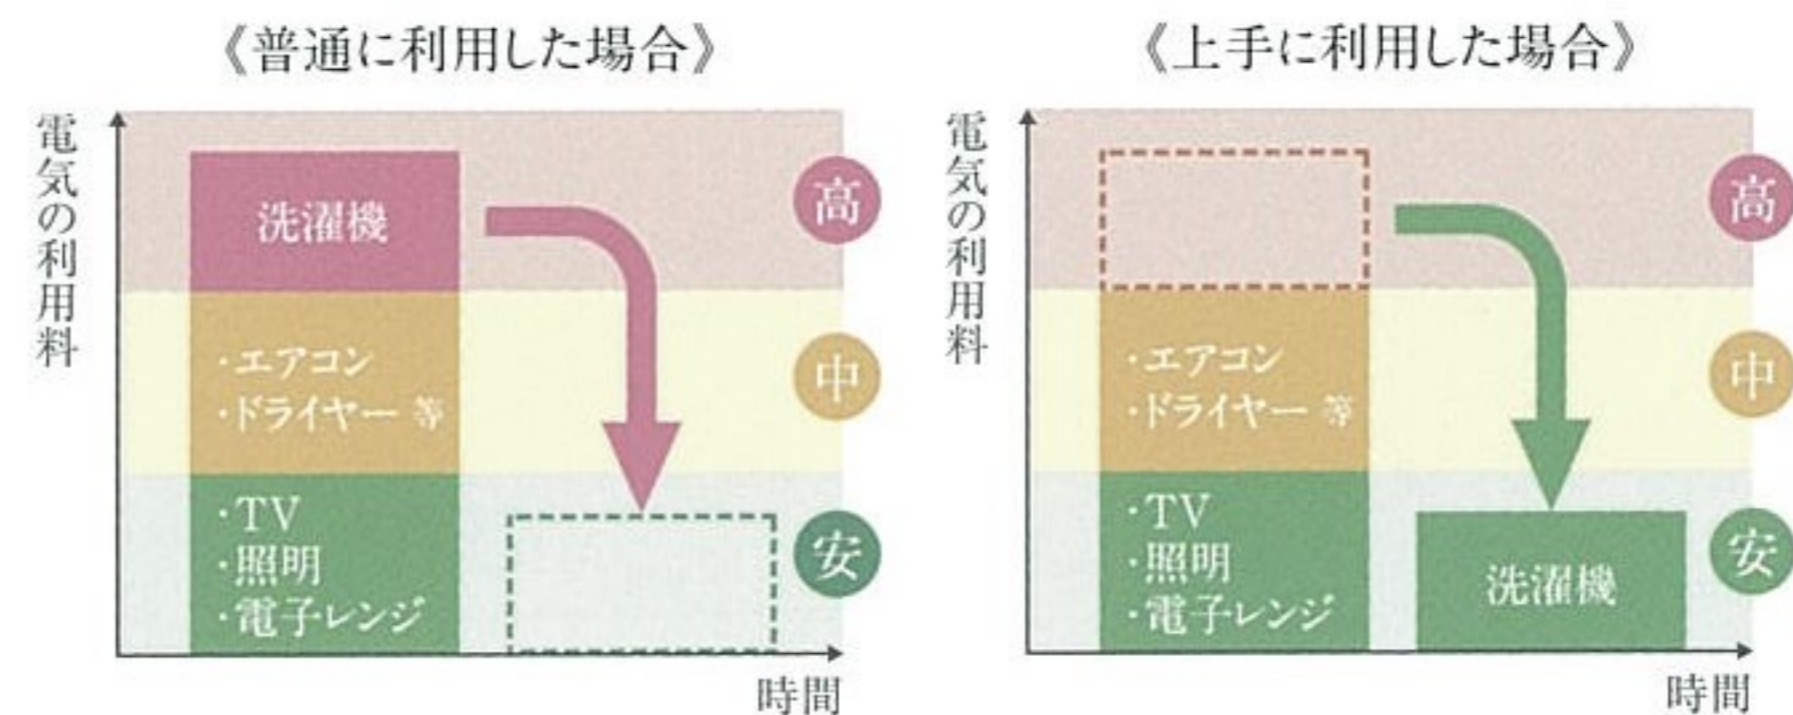 《普通に利用した場合》
電気の利用料
洗濯機
・エアコン
・ドライヤー 等
・TV
・照明
・電子レンジ
高
中
安
時間
《上手に利用した場合》
電気の利用料
・エアコン
・ドライヤー 等
・TV
・照明
・電子レンジ
洗濯機
高
中
安
時間